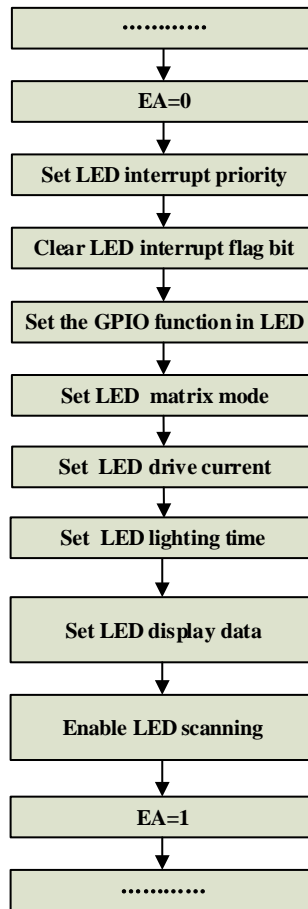 …………
EA=0
Set LED interrupt priority
Clear LED interrupt flag bit
Set the GPIO function in LED
Set LED matrix mode
Set LED drive current
Set LED lighting time
Set LED display data
Enable LED scanning
EA=1
…………